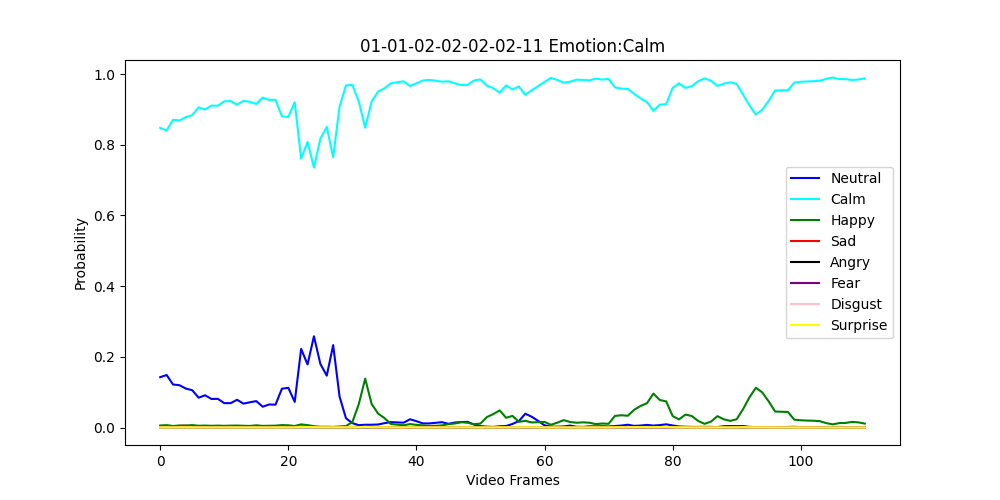 01-01-02-02-02-02-11 Emotion:Calm
1.0
0.8
0.6
0.4
0.2
0.0
Probability
0 20 40 60 80 100
Video Frames
Neutral
Calm
Happy
Sad
Angry
Fear
Disgust
Surprise